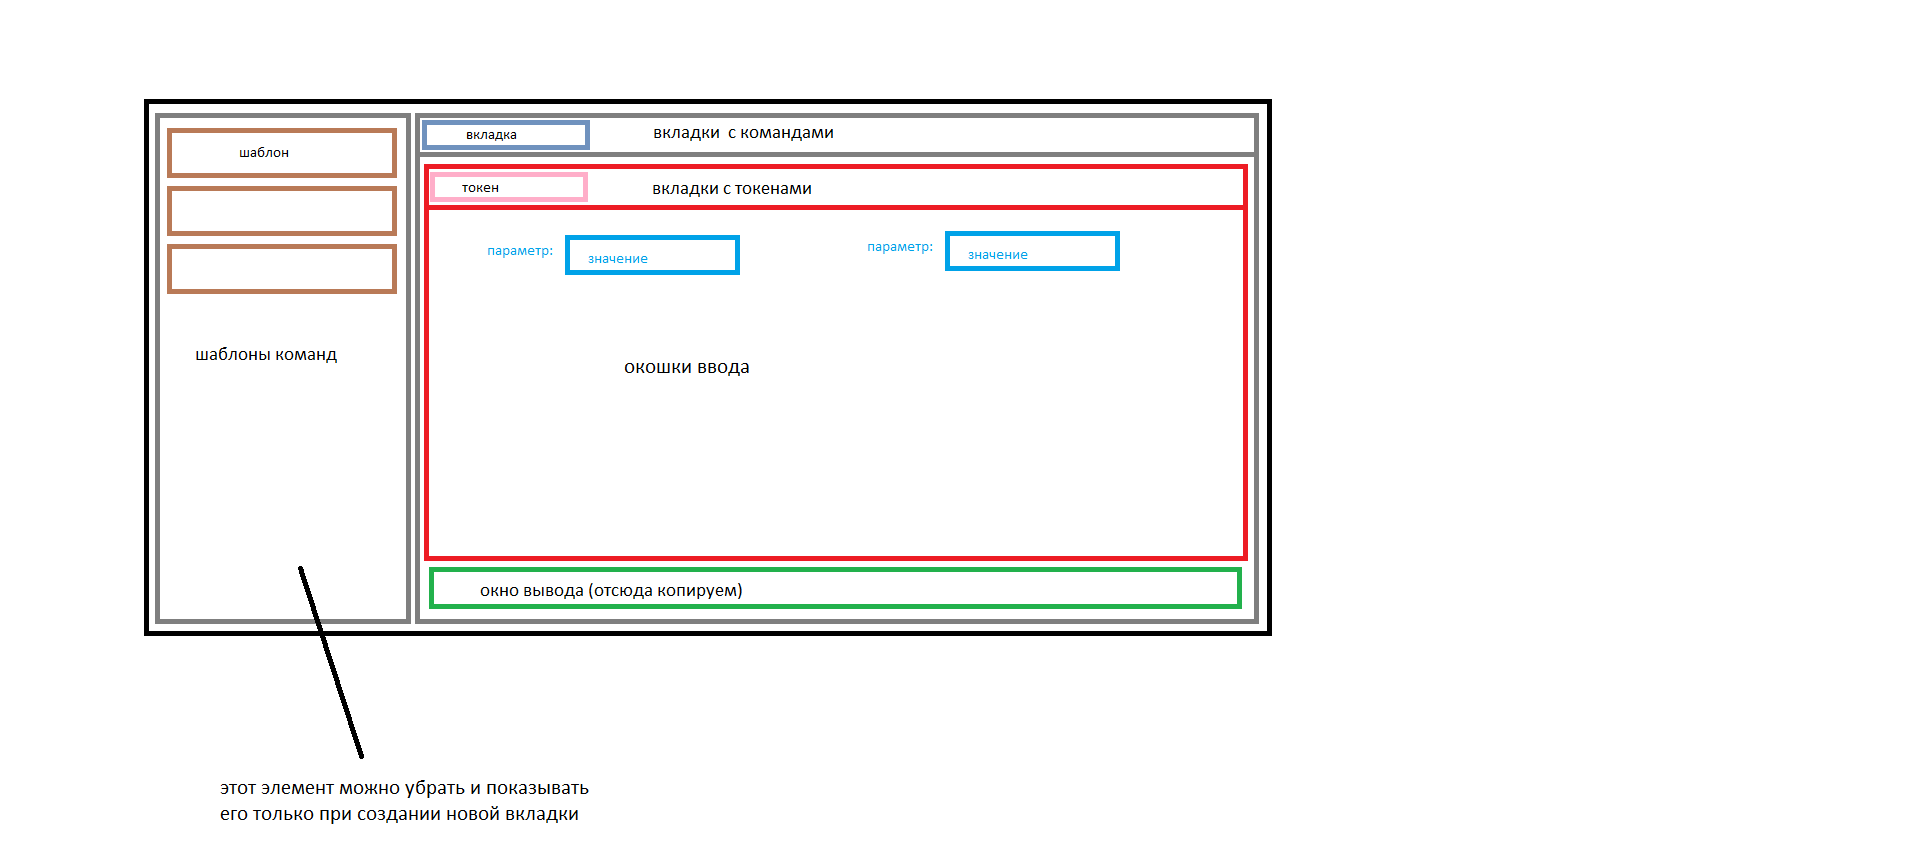 шаблон
шаблоны команд
вкладка
вкладки  с командами
токен
вкладки с токенами
параметр:
значение
параметр:
значение
окошки ввода
окно вывода (отсюда копируем)
этот элемент можно убрать и показывать
его только при создании новой вкладки